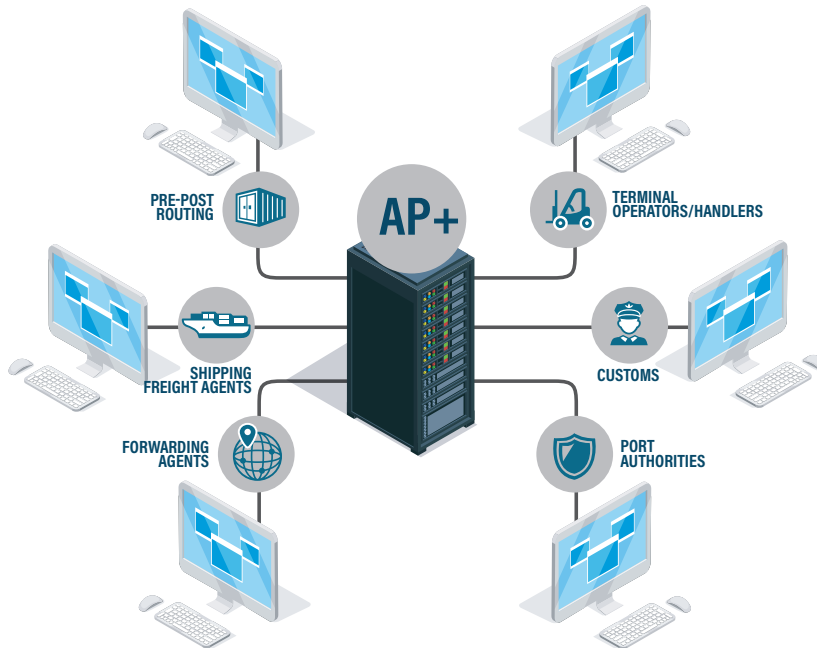 AP+
PRE-POST
ROUTING
TERMINAL
OPERATORS/HANDLERS
SHIPPING
FREIGHT AGENTS
CUSTOMS
FORWARDING
AGENTS
PORT
AUTHORITIES